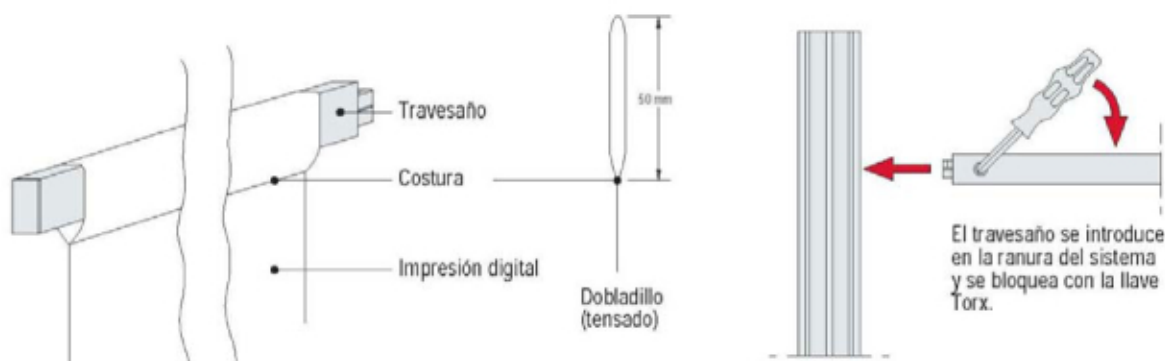 Travesaño
Costura
Impresión digital
50 mm
Dobladillo
(tensado)
El travesaño se introduce
en la ranura del sistema
y se bloquea con la llave
Torx.